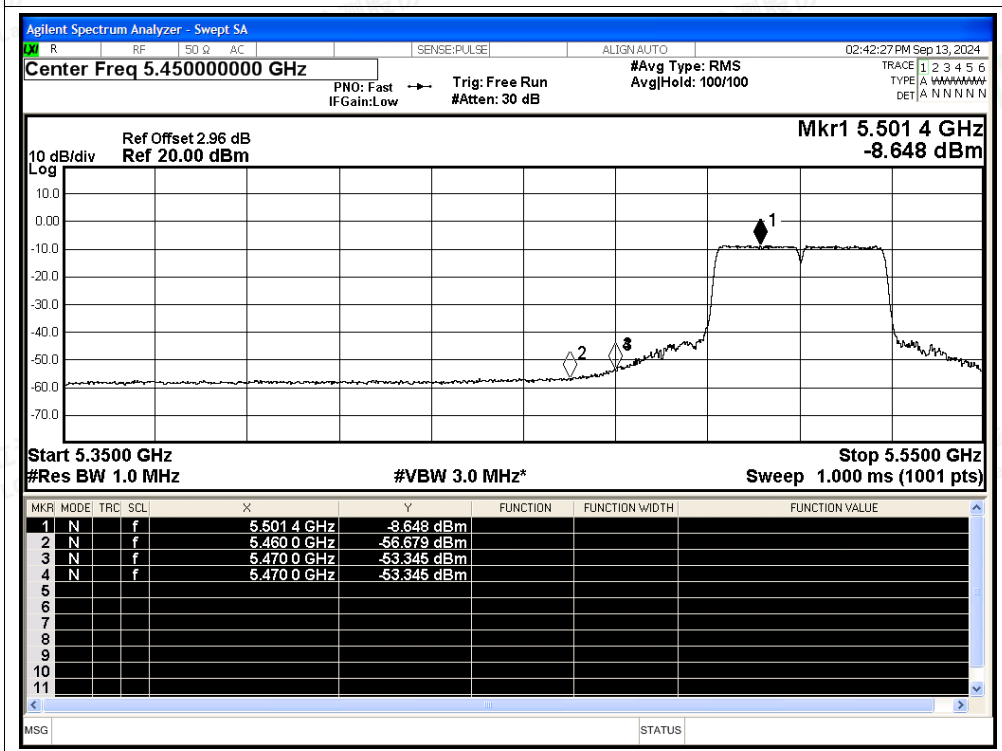 Agilent Spectrum Analyzer - Swept SA
LXI R RF 50 Ω AC SENSE:PULSE ALIGN AUTO 02:42:27 PM Sep 13, 2024
Center Freq 5.450000000 GHz
PNO: Fast
IFGain:Low
Trig: Free Run
#Atten: 30 dB
#Avg Type: RMS
Avg|Hold: 100/100
TRACE 1 2 3 4 5 6
TYPE A WWWWW
DET A N N N N N
Ref Offset 2.96 dB
10 dB/div Ref 20.00 dBm
Log
Mkr1 5.501 4 GHz
-8.648 dBm
10.0
0.00
-10.0
-20.0
-30.0
-40.0
-50.0
-60.0
-70.0
1
2
3
Start 5.3500 GHz Stop 5.5500 GHz
#Res BW 1.0 MHz #VBW 3.0 MHz* Sweep 1.000 ms (1001 pts)
MKR MODE TRC SCL X Y FUNCTION FUNCTION WIDTH FUNCTION VALUE
1 N f 5.501 4 GHz -8.648 dBm
2 N f 5.460 0 GHz -56.679 dBm
3 N f 5.470 0 GHz -53.345 dBm
4 N f 5.470 0 GHz -53.345 dBm
5
6
7
8
9
10
11
MSG STATUS